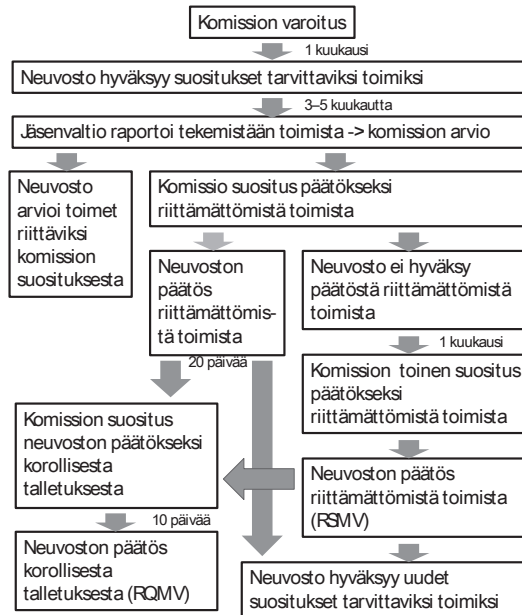 Komission varoitus
1 kuukausi
Neuvosto hyväksyy suositukset tarvittaviksi toimiksi
3–5 kuukautta
Jäsenvaltio raportoi tekemistään toimista -> komission arvio
Neuvosto
arvioi toimet
riittäviksi
komission
suosituksesta
Komissio suositus päätökseksi
riittämättömistä toimista
Neuvoston
päätös
riittämättömis-
tä toimista
Neuvosto ei hyväksy
päätöstä riittämättömistä
toimista
20 päivää
1 kuukausi
Komission toinen suositus
päätökseksi
riittämättömistä toimista
Komission suositus
neuvoston päätökseksi
korollisesta
talletuksesta
Neuvoston päätös
riittämättömistä toimista
(RSMV)
10 päivää
Neuvoston päätös
korollisesta
talletuksesta (RQMV)
Neuvosto hyväksyy uudet
suositukset tarvittaviksi toimiksi